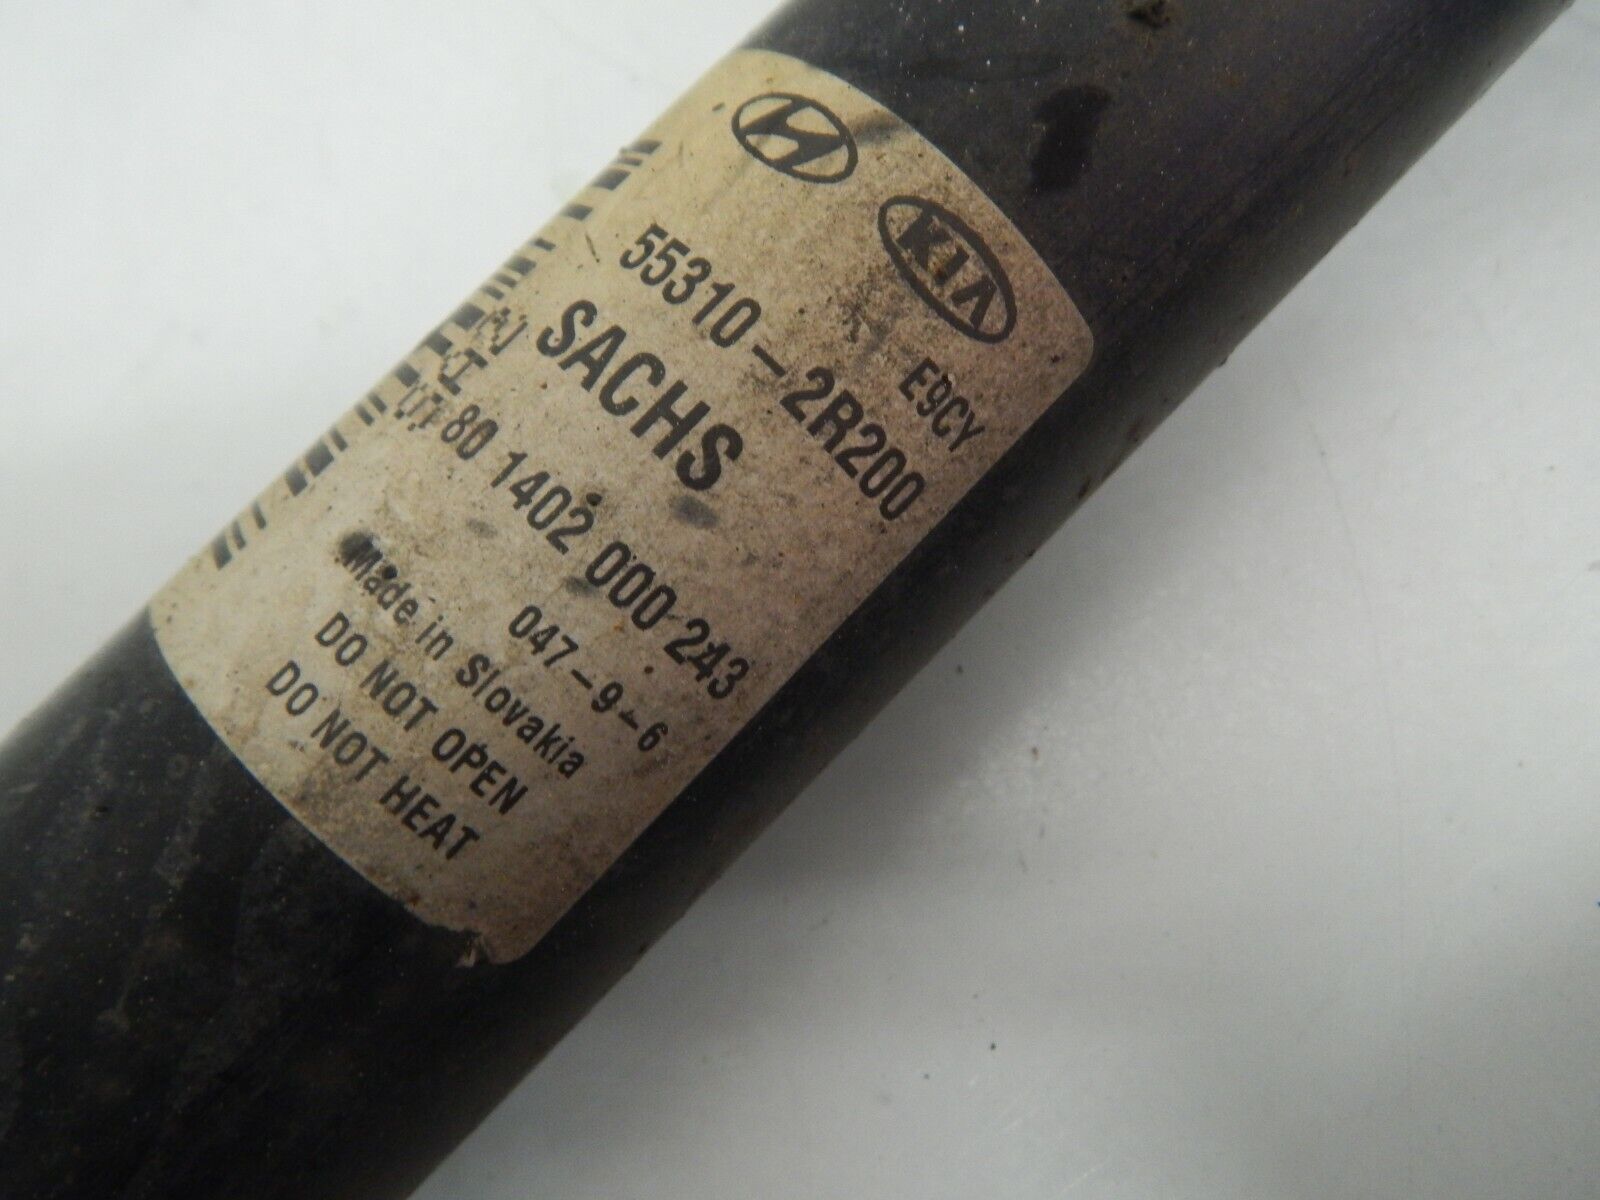 H
KIA
E9CY
55310-2R200
SACHS
80 1402 000 243
047-9-6
Made in Slovakia
DO NOT OPEN
DO NOT HEAT